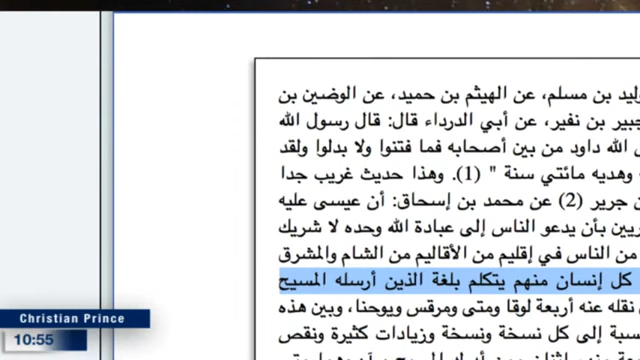 وليد بن مسلم، عن الهيثم بن حميد، عن الوضين بن
جبير بن نفير، عن أبي الدرداء قال: قال رسول الله
الله داود من بين أصحابه فما فتنوا ولا بدلوا ولقد
وهديه مائتي سنة " (1). وهذا حديث غريب جدا
جرير (2) عن محمد بن إسحاق: أن عيسى عليه
ريين بأن يدعو الناس إلى عبادة الله وحده لا شريك
من الناس في إقليم من الأقاليم من الشام والمشرق
كل إنسان منهم يتكلم بلغة الذين أرسله المسيح
نقله عنه أربعة لوقا ومتى ومرقس ويوحنا، وبين هذه
نسبة إلى كل نسخة ونسخة وزيادات كثيرة ونقص
Christian Prince
10:55